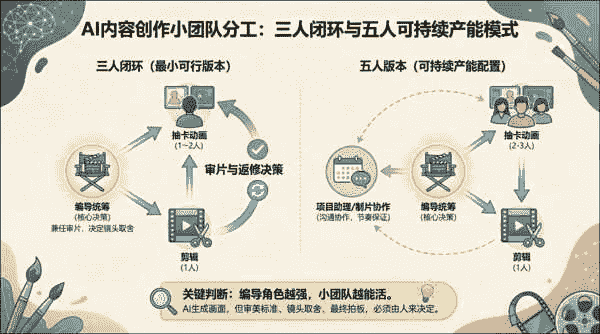 AI内容创作小团队分工：三人闭环与五人可持续产能模式
三人闭环（最小可行版本）
抽卡动画
(1~2人)
审片与返修决策
编导统筹
(核心决策)
兼任审片，决定镜头取舍
剪辑
(1人)
五人版本（可持续产能配置）
抽卡动画
(2-3人)
项目助理/制片协作
(沟通协作，节奏保证)
编导统筹
(核心决策)
剪辑
(1人)
关键判断：编导角色越强，小团队越能活。
AI生成画面，但审美标准、镜头取舍、最终拍板，必须由人来决定。